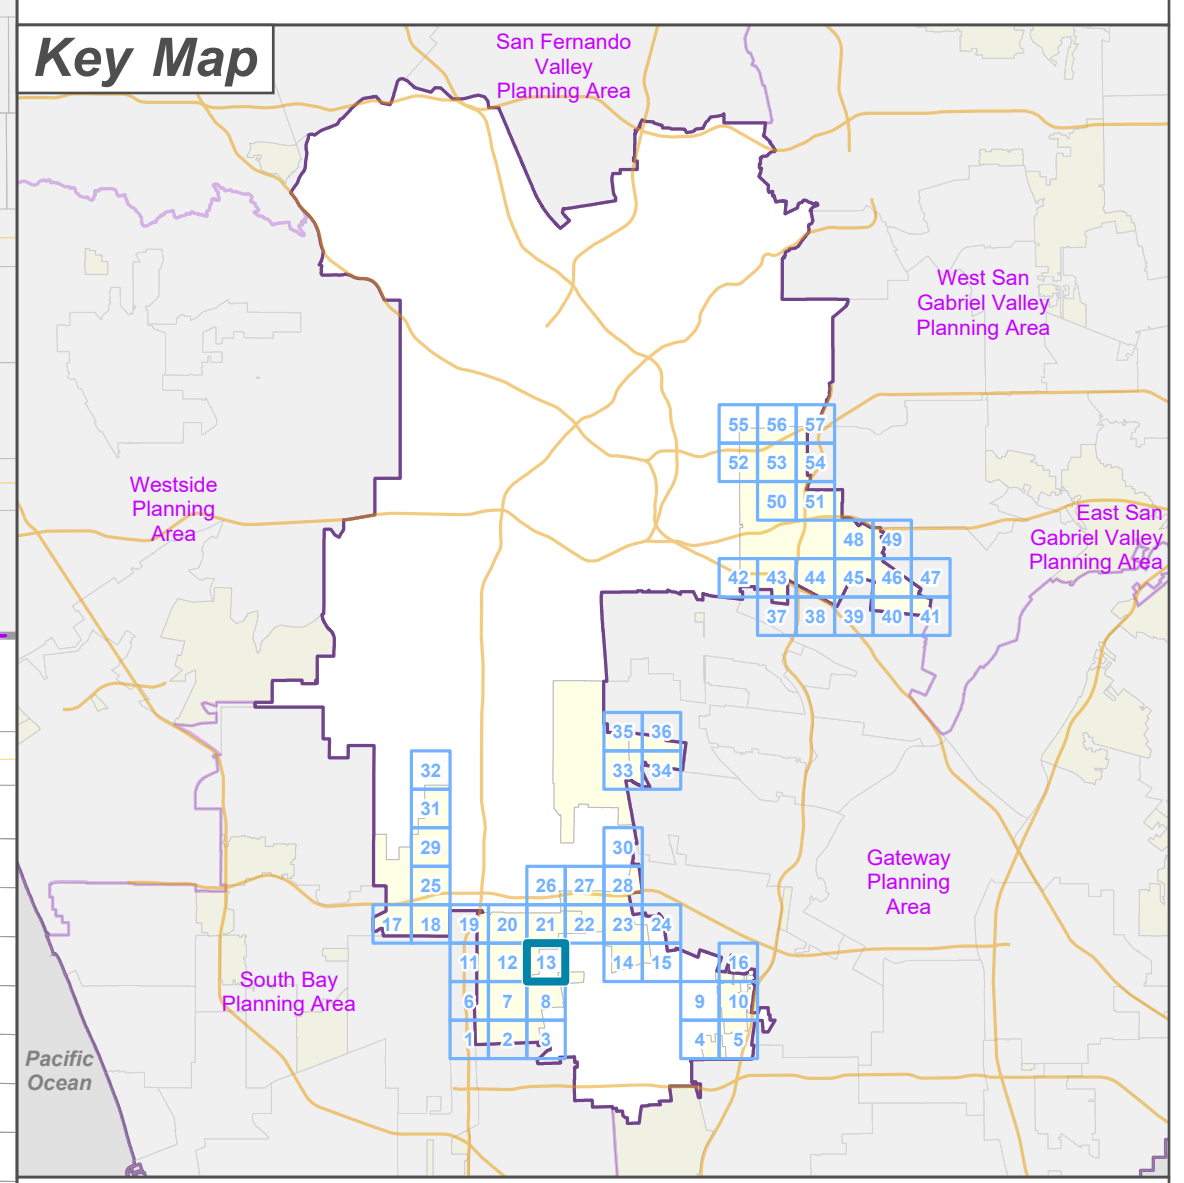 Key Map
San Fernando
Valley
Planning Area
West San
Gabriel Valley
Planning Area
55 56 57
52 53 54
50 51
Westside
Planning
Area
East San
Gabriel Valley
Planning Area
48 49
42 43 44 45 46 47
37 38 39 40 41
35 36
33 34
32
31
29
30
25
26 27 28
Gateway
Planning
Area
17 18 19 20 21 22 23 24
11 12 13 14 15 16
South Bay
Planning Area
6 7 8 9 10
1 2 3 4 5
Pacific
Ocean